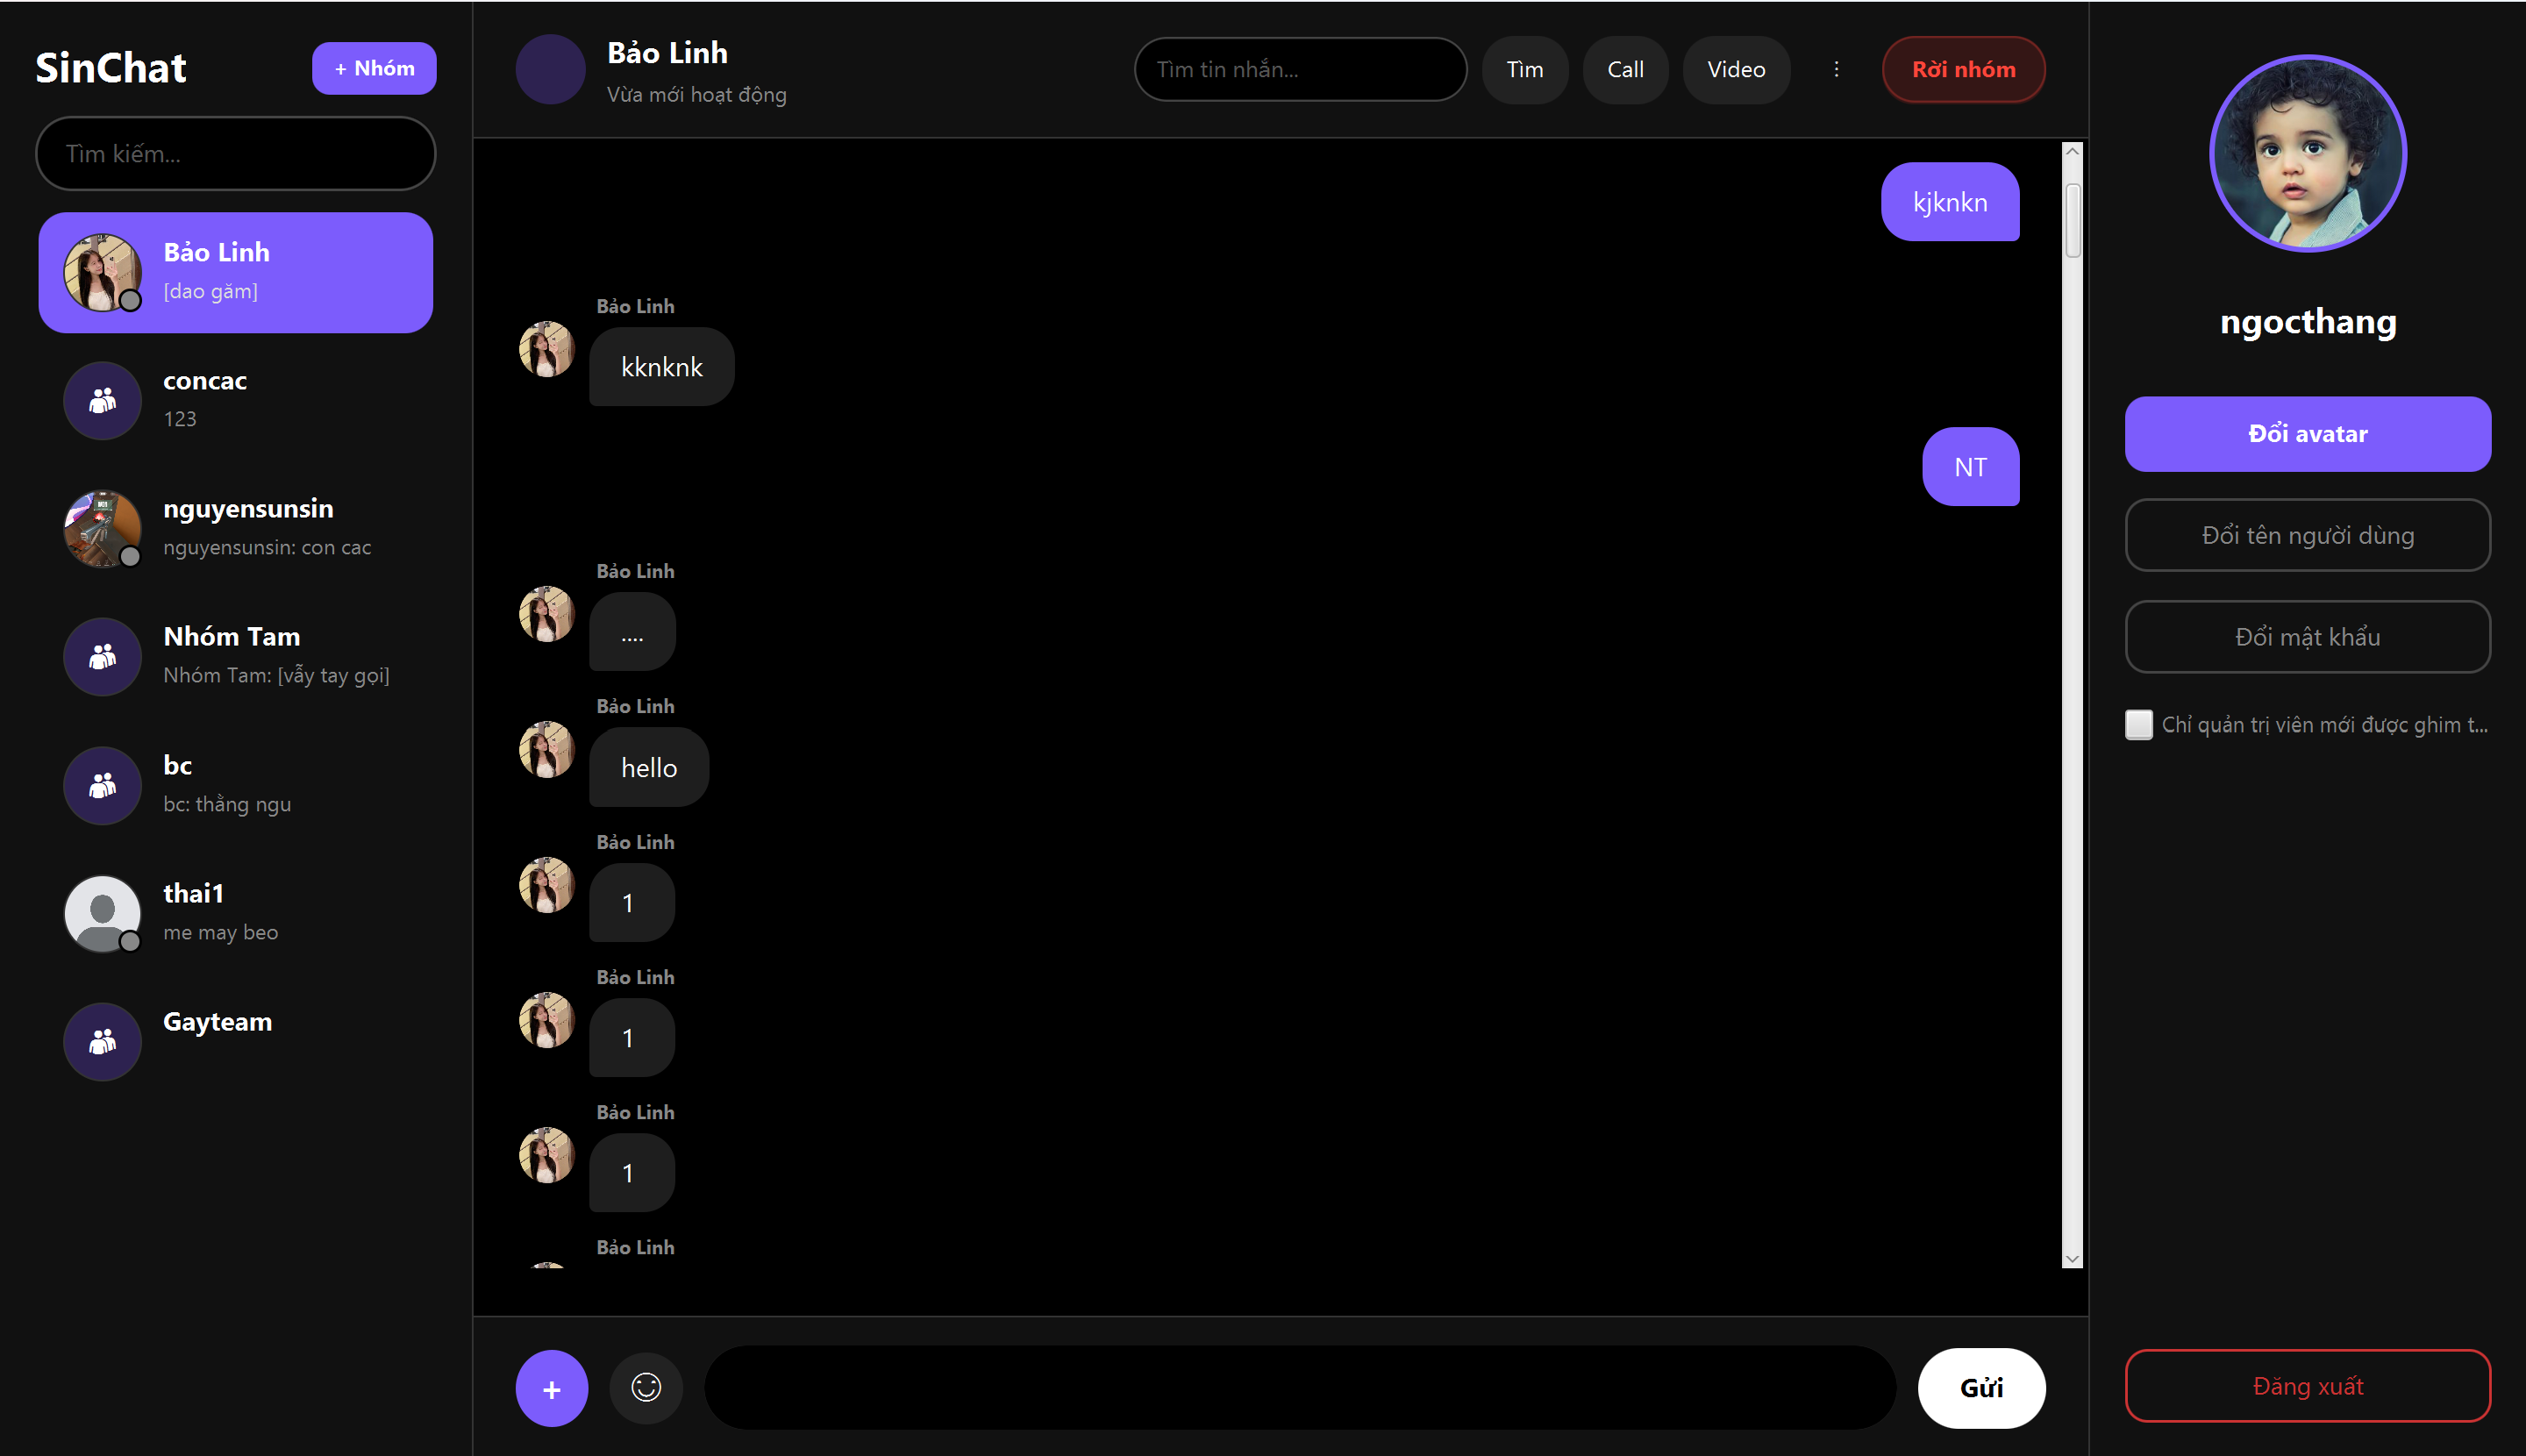 SinChat
+ Nhóm
Tìm kiếm...
Bảo Linh
[dao găm]
concac
123
nguyensunsin
nguyensunsin: con cac
Nhóm Tam
Nhóm Tam: [vẫy tay gọi]
bc
bc: thằng ngu
thai1
me may beo
Gayteam
Bảo Linh
Vừa mới hoạt động
Tìm tin nhắn...
Tìm
Call
Video
⋮
Rời nhóm
kjknkn
Bảo Linh
kknknk
NT
Bảo Linh
....
Bảo Linh
hello
Bảo Linh
1
Bảo Linh
1
Bảo Linh
1
Bảo Linh
+
Gửi
ngocthang
Đổi avatar
Đổi tên người dùng
Đổi mật khẩu
Chỉ quản trị viên mới được ghim t...
Đăng xuất